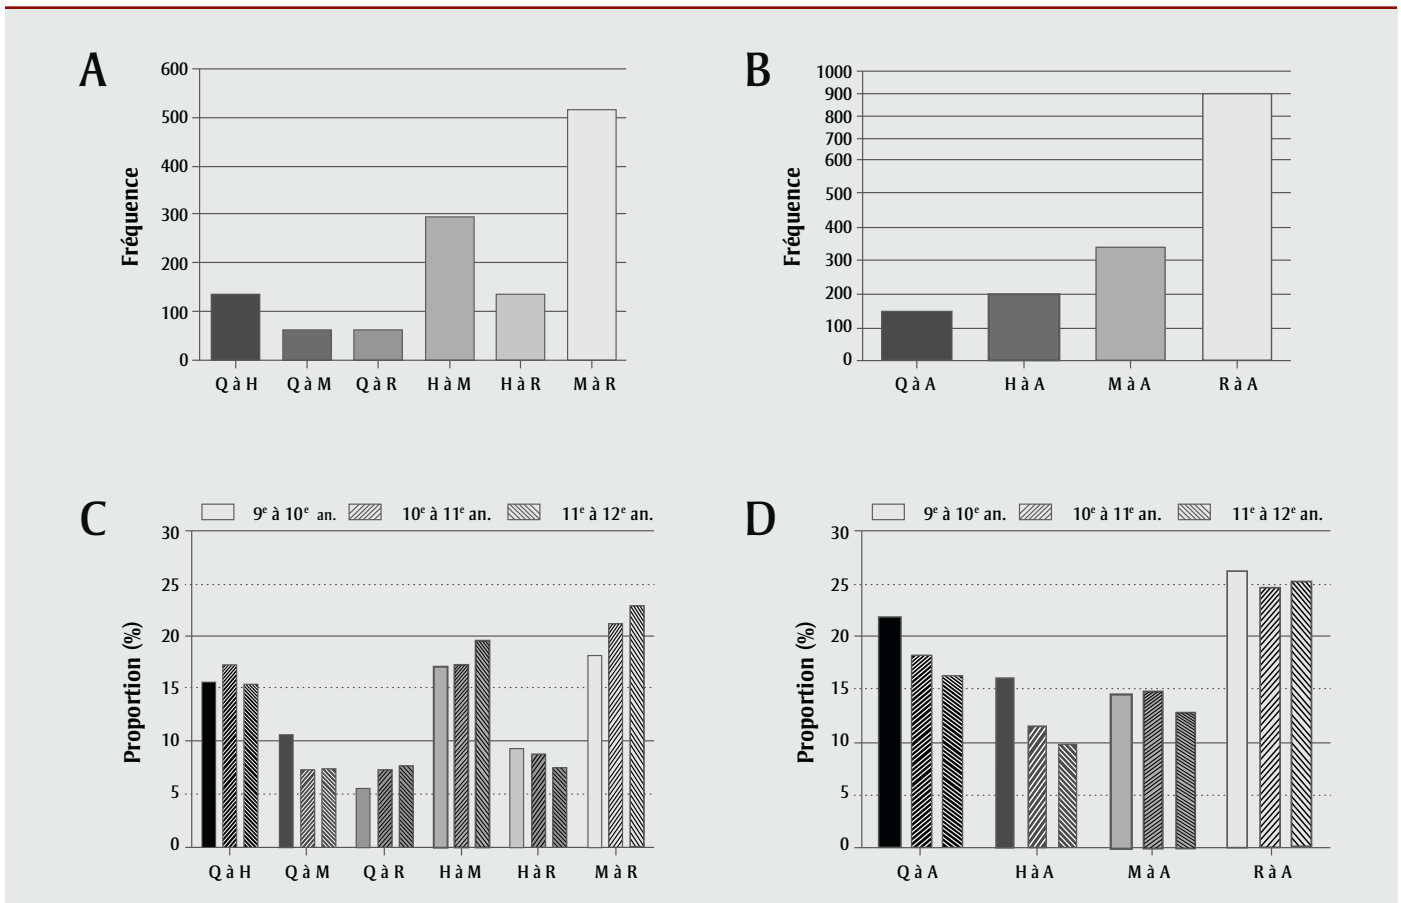 A
Fréquence
600
500
400
300
200
100
0
Q à H Q à M Q à R H à M H à R M à R
B
Fréquence
1000
900
800
700
600
500
400
300
200
100
0
Q à A H à A M à A R à A
C
9e à 10e an. 10e à 11e an. 11e à 12e an.
Proportion (%)
30
25
20
15
10
5
0
Q à H Q à M Q à R H à M H à R M à R
D
9e à 10e an. 10e à 11e an. 11e à 12e an.
Proportion (%)
30
25
20
15
10
5
0
Q à A H à A M à A R à A